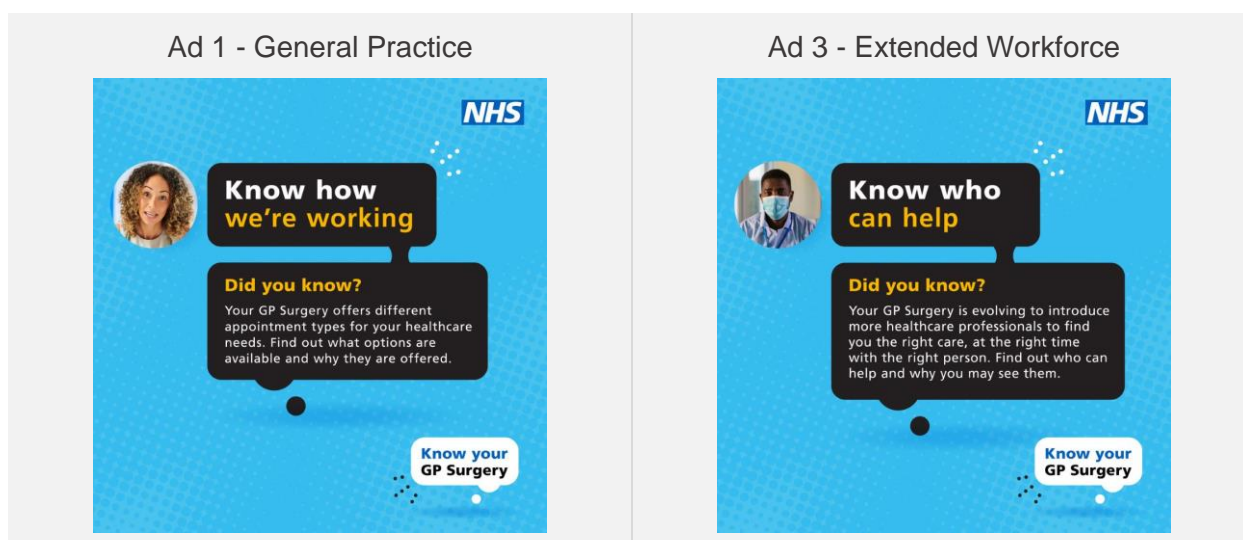 Ad 1 - General Practice
NHS
Know how
we're working
Did you know?
Your GP Surgery offers different
appointment types for your healthcare
needs. Find out what options are
available and why they are offered.
Know your
GP Surgery
Ad 3 - Extended Workforce
NHS
Know who
can help
Did you know?
Your GP Surgery is evolving to introduce
more healthcare professionals to find
you the right care, at the right time
with the right person. Find out who can
help and why you may see them.
Know your
GP Surgery